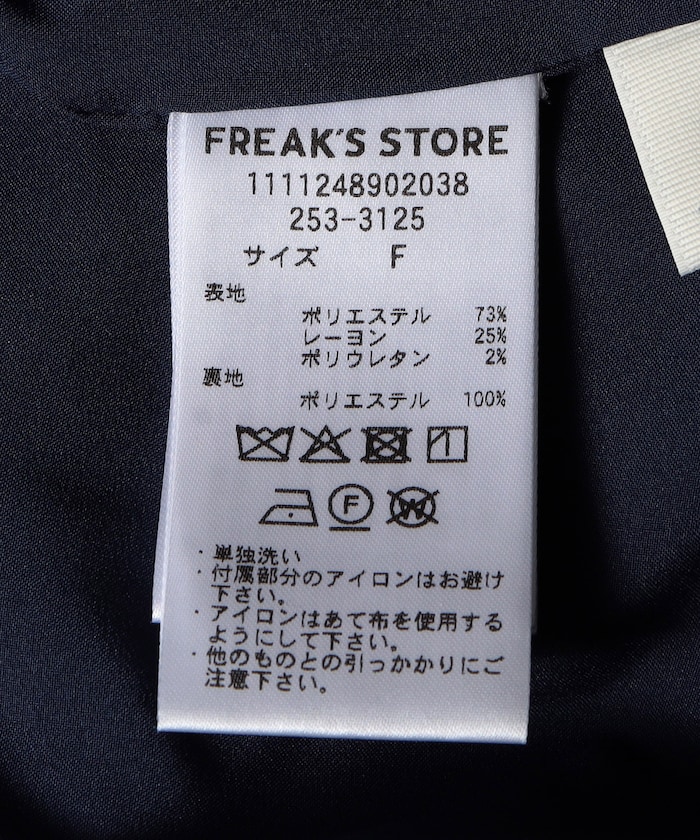 FREAK'S STORE
1111248902038
253-3125
サイズ F
表地
ポリエステル 73%
レーヨン 25%
ポリウレタン 2%
裏地
ポリエステル 100%
F W
・単独洗い
・付属部分のアイロンはお避け
下さい。
・アイロンはあて布を使用する
ようにして下さい。
・他のものとの引っかかりにご
注意下さい。